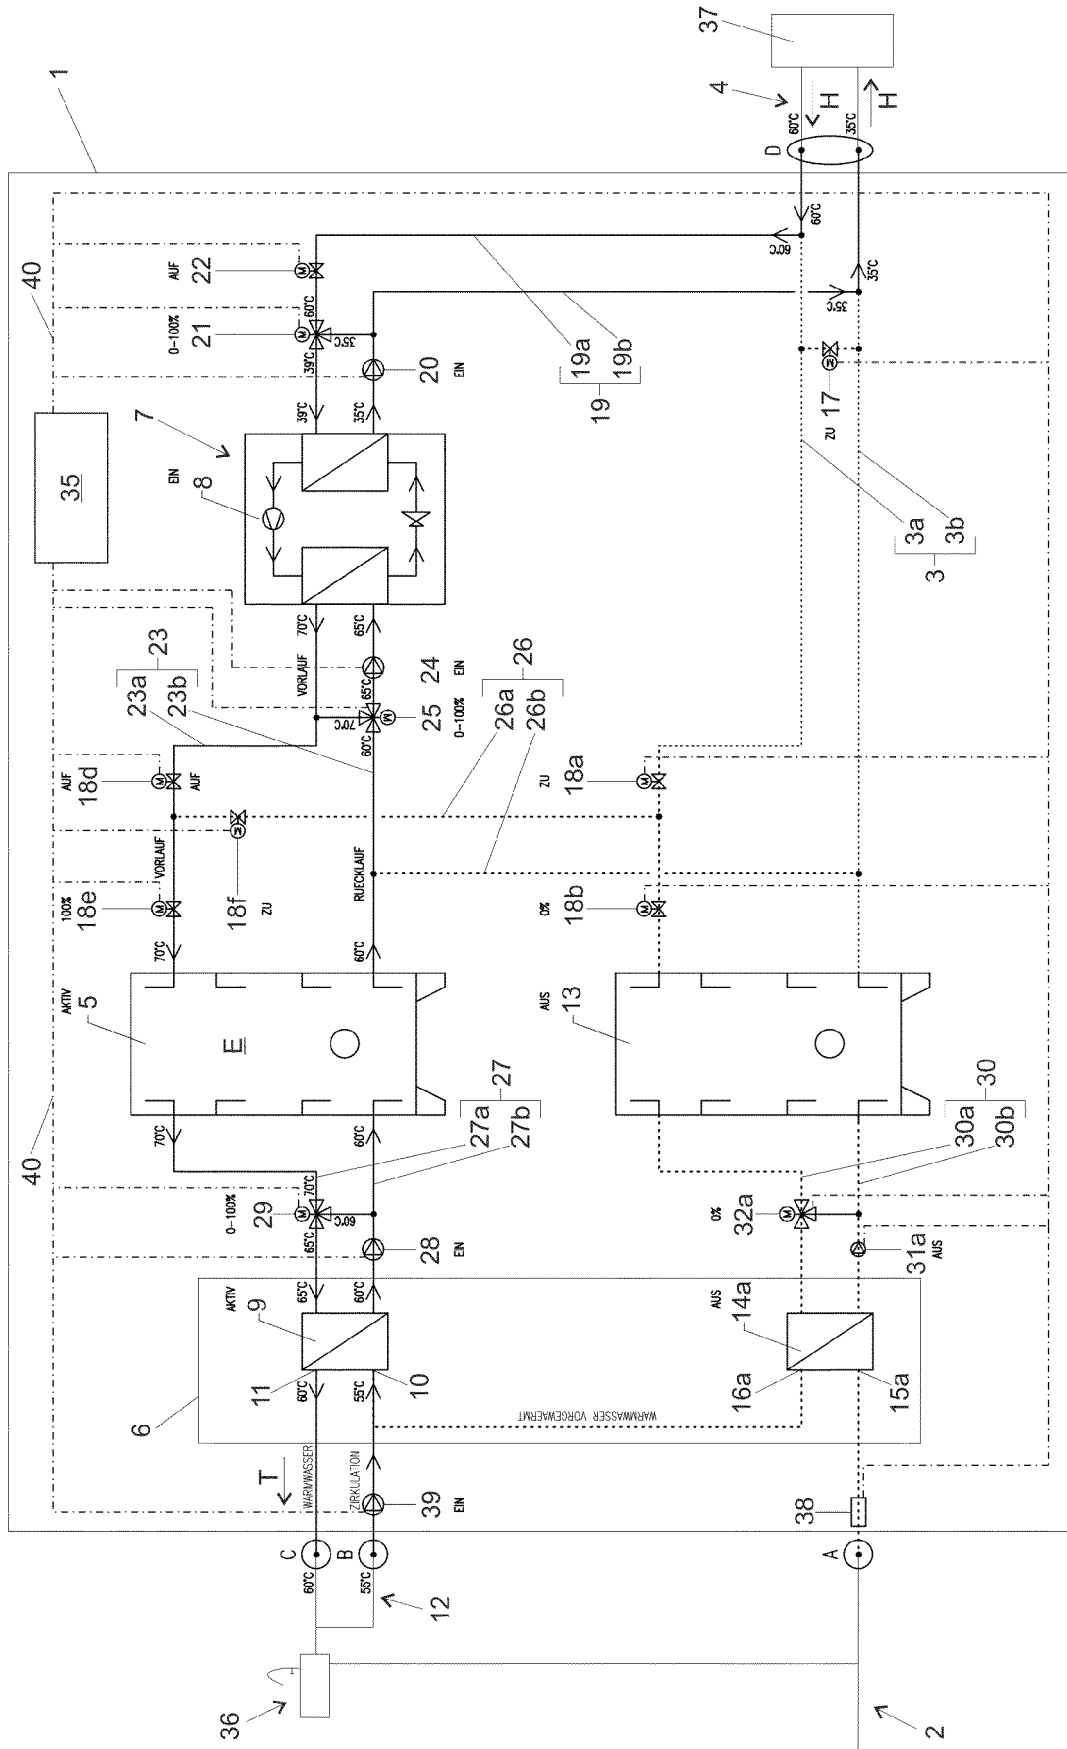 1
37
4
H
H
60°C
35°C
D
60°C
60°C
35°C
35°C
40
22
AUF
21
0-100%
60°C
39°C
35°C
20
EIN
19a
19b
19
17
ZU
35
7
39°C
35°C
EIN
8
3a
3b
3
70°C
65°C
VORLAUF
23
23a
23b
24
EIN
65°C
70°C
60°C
25
0-100%
26
26a
26b
AUF
18d
AUF
18a
ZU
VORLAUF
18f
ZU
RUECKLAUF
100%
18e
0%
18b
70°C
60°C
AKTIV
5
E
AUS
13
40
70°C
60°C
27
27a
27b
30
30a
30b
0-100%
29
70°C
60°C
65°C
28
EIN
0%
32a
31a
AUS
AKTIV
9
65°C
60°C
AUS
14a
11
60°C
55°C
10
16a
15a
6
WARMWASSER VORGEWAERMT
T
WARMWASSER
ZIRKULATION
39
EIN
38
C
B
A
60°C
55°C
12
36
2
M
M
M
M
M
M
M
M
M
M
M